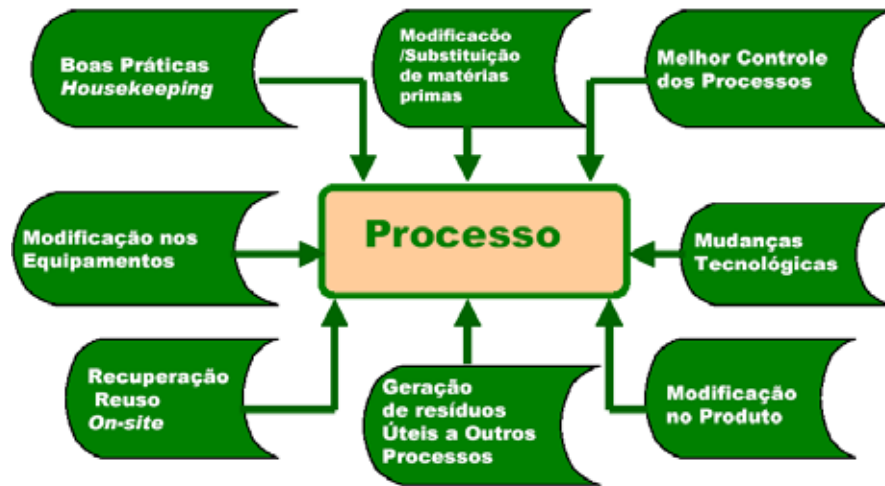 Boas Práticas
Housekeeping
Modificacõo
/Substituição
de matérias
primas
Melhor Controle
dos Processos
Modificação nos
Equipamentos
Processo
Mudanças
Tecnológicas
Recuperação
Reuso
On-site
Geração
de resíduos
Úteis a Outros
Processos
Modificação
no Produto